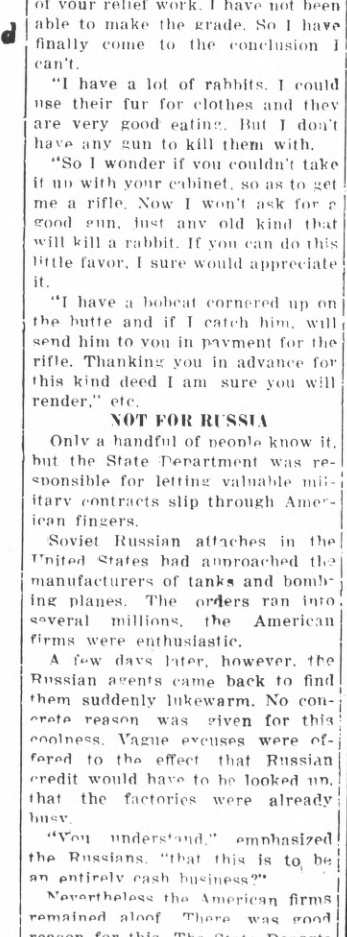 of your relief work. I have not been
able to make the grade. So I have
finally come to the conclusion I
can't.
"I have a lot of rabbits. I could
use their fur for clothes and they
are very good eating. But I don't
have any gun to kill them with.
"So I wonder if you couldn't take
it up with your cabinet, so as to get
me a rifle. Now I won't ask for a
good gun, just any old kind that
will kill a rabbit. If you can do this
little favor, I sure would appreciate
it.
"I have a bobcat cornered up on
the butte and if I catch him, will
send him to you in payment for the
rifle. Thanking you in advance for
this kind deed I am sure you will
render," etc.
NOT FOR RUSSIA
Only a handful of people know it,
but the State Department was re-
sponsible for letting valuable mil-
itary contracts slip through Amer-
ican fingers.
Soviet Russian attaches in the
United States had approached the
manufacturers of tanks and bomb-
ing planes. The orders ran into
several millions, the American
firms were enthusiastic.
A few days later, however, the
Russian agents came back to find
them suddenly lukewarm. No con-
crete reason was given for this
coolness. Vague excuses were of-
fered to the effect that Russian
credit would have to be looked up,
that the factories were already
busy.
"You understand," emphasized
the Russians, "that this is to be
an entirely cash business?"
Nevertheless the American firms
remained aloof. There was good
reason for this. The State Depart-